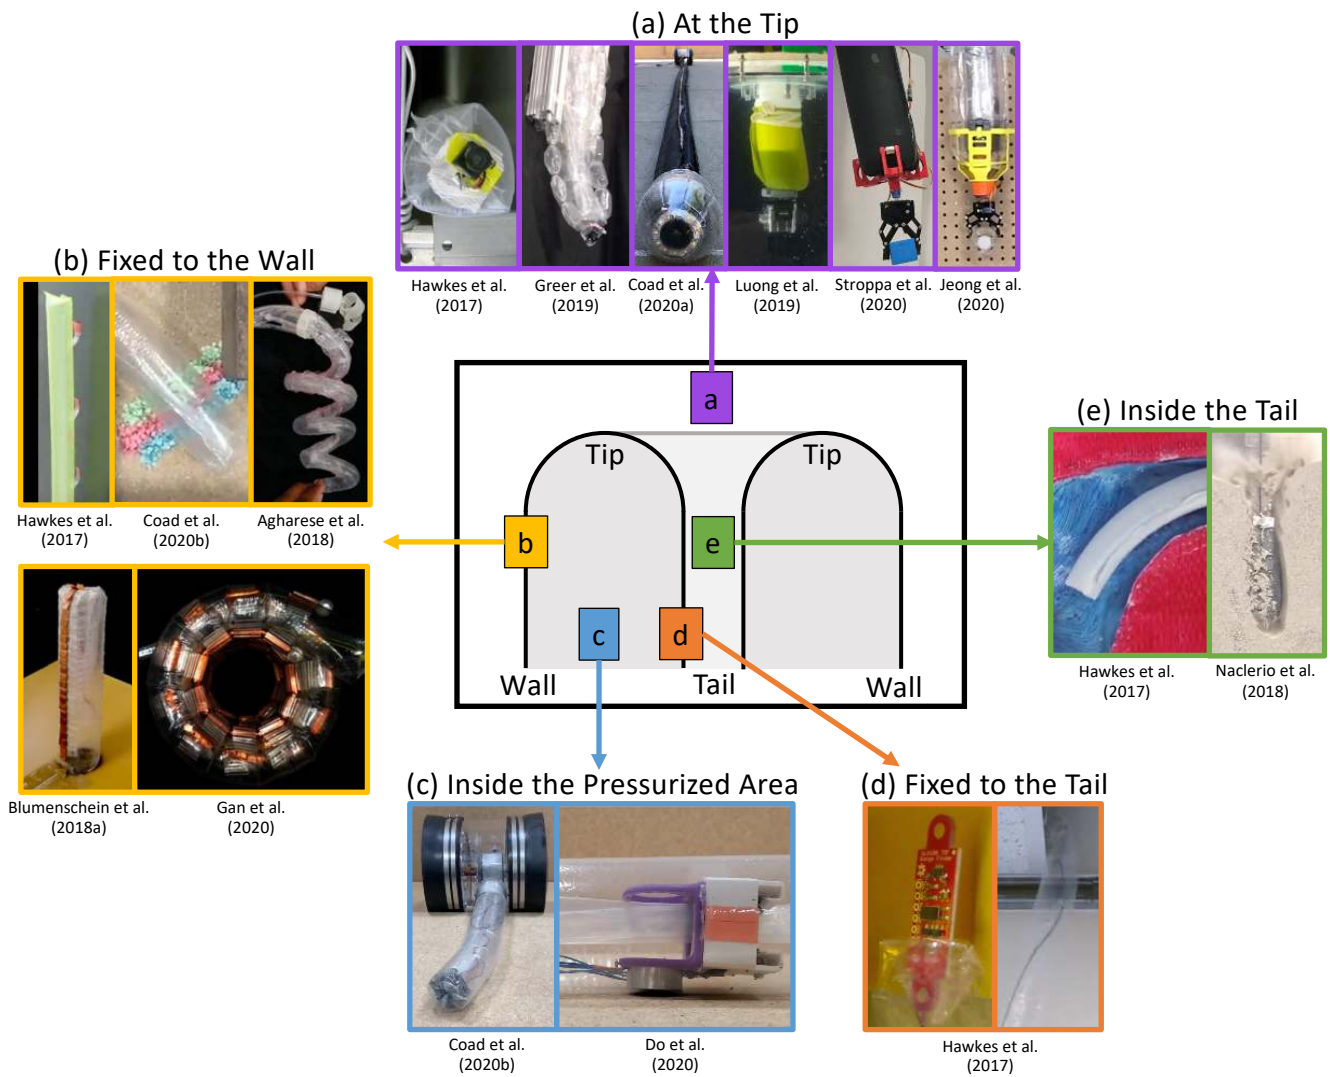 (a) At the Tip
Hawkes et al.
(2017)
Greer et al.
(2019)
Coad et al.
(2020a)
Luong et al.
(2019)
Stroppa et al.
(2020)
Jeong et al.
(2020)
(b) Fixed to the Wall
Hawkes et al.
(2017)
Coad et al.
(2020b)
Agharese et al.
(2018)
Blumenschein et al.
(2018a)
Gan et al.
(2020)
a
Tip
Tip
b
e
c
d
Wall
Tail
Wall
(e) Inside the Tail
Hawkes et al.
(2017)
Naclerio et al.
(2018)
(c) Inside the Pressurized Area
Coad et al.
(2020b)
Do et al.
(2020)
(d) Fixed to the Tail
Hawkes et al.
(2017)